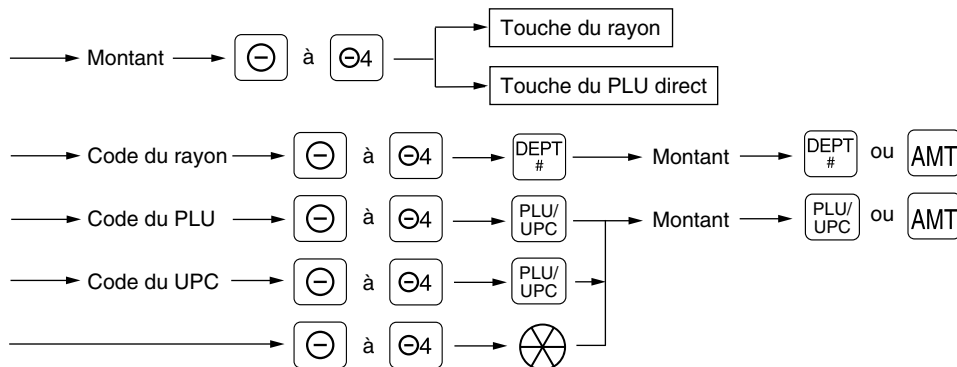 Touche du rayon
Montant ⊖ à ⊖4
Touche du PLU direct
Code du rayon ⊖ à ⊖4 DEPT # Montant DEPT # ou AMT
Code du PLU ⊖ à ⊖4 PLU/ UPC Montant PLU/ UPC ou AMT
Code du UPC ⊖ à ⊖4 PLU/ UPC
⊖ à ⊖4